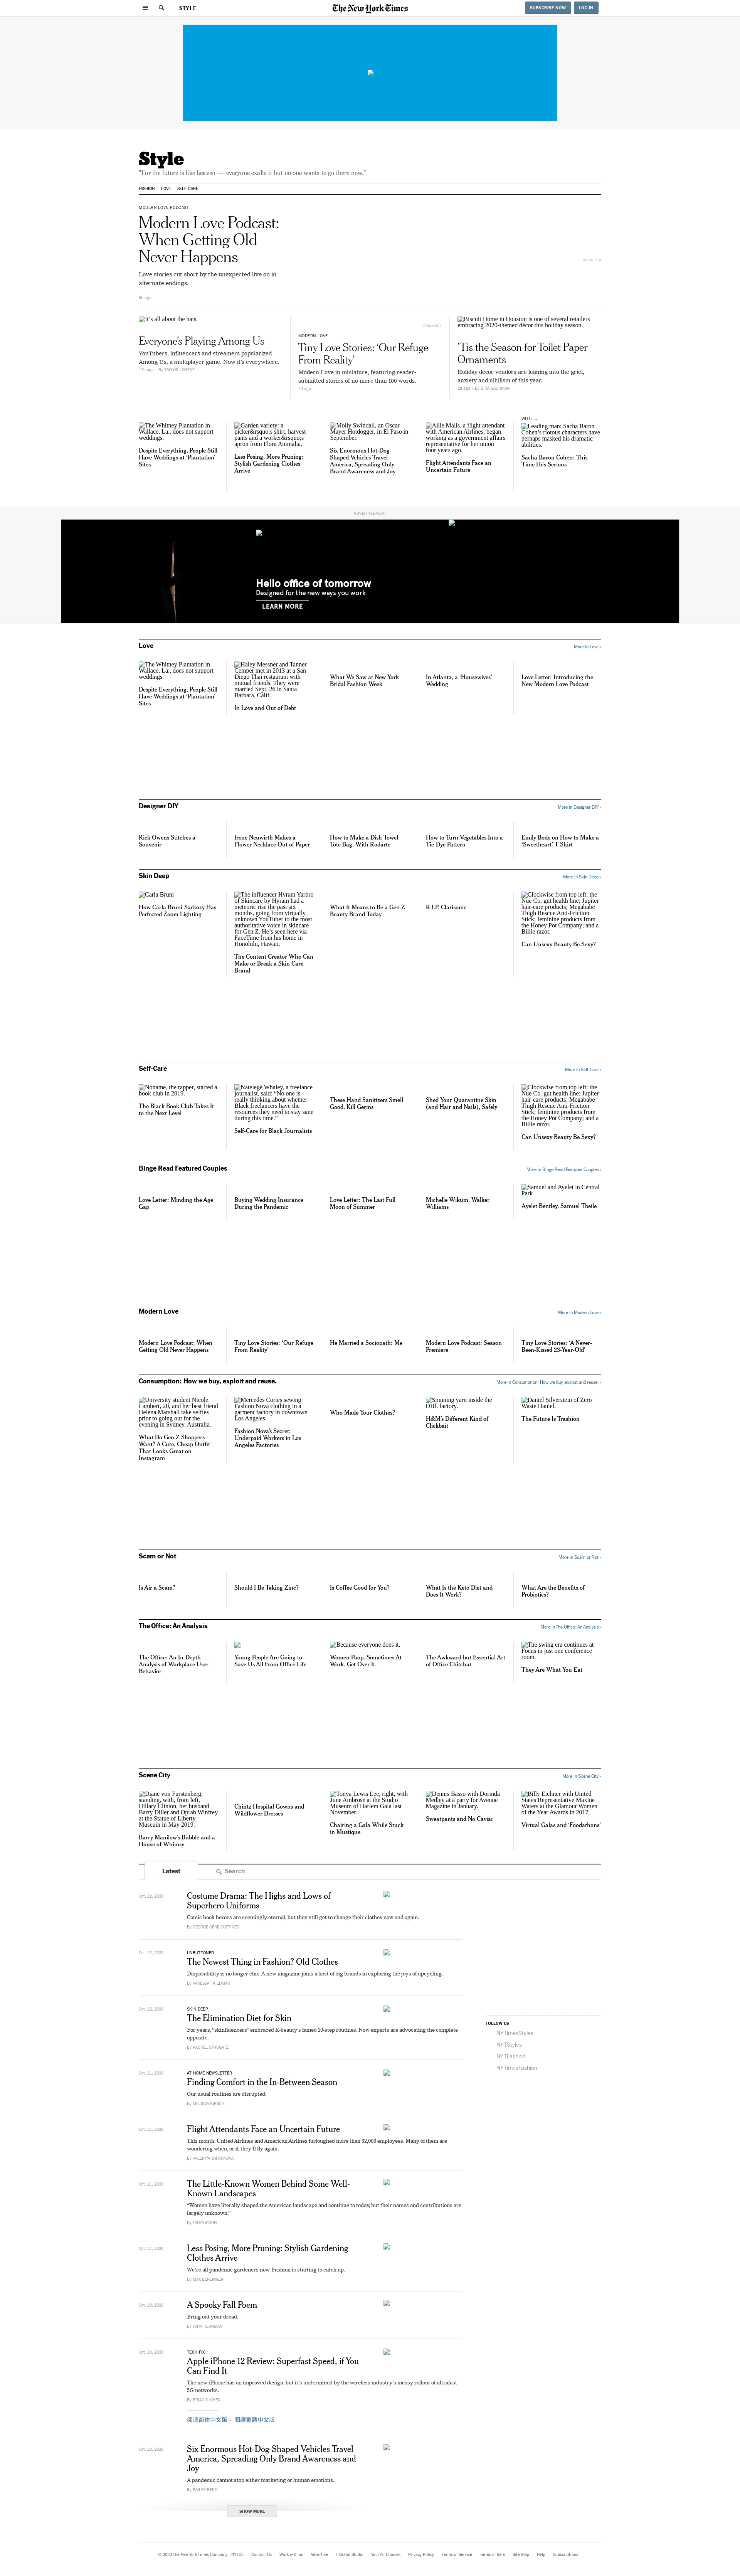 STYLE
The New York Times
SUBSCRIBE NOW
LOG IN
Style
"For the future is like heaven — everyone exalts it but no one wants to go there now."
FASHION
LOVE
SELF-CARE
MODERN LOVE PODCAST
Modern Love Podcast:
When Getting Old
Never Happens
Love stories cut short by the unexpected live on in
alternate endings.
5h ago
BRIAN REA
It's all about the hats.
Everyone's Playing Among Us
YouTubers, influencers and streamers popularized
Among Us, a multiplayer game. Now it's everywhere.
17h ago · By TAYLOR LORENZ
BRIAN REA
MODERN LOVE
Tiny Love Stories: 'Our Refuge
From Reality'
Modern Love in miniature, featuring reader-
submitted stories of no more than 100 words.
1d ago
Biscuit Home in Houston is one of several retailers
embracing 2020-themed décor this holiday season.
'Tis the Season for Toilet Paper
Ornaments
Holiday décor vendors are leaning into the grief,
anxiety and nihilism of this year.
1d ago · By GINA CHERELUS
The Whitney Plantation in
Wallace, La., does not support
weddings.
Despite Everything, People Still
Have Weddings at 'Plantation'
Sites
Garden variety: a
picker&rsquo;s shirt, harvest
pants and a worker&rsquo;s
apron from Flora Animalia.
Less Posing, More Pruning:
Stylish Gardening Clothes
Arrive
Molly Swindall, an Oscar
Mayer Hotdogger, in El Paso in
September.
Six Enormous Hot-Dog-
Shaped Vehicles Travel
America, Spreading Only
Brand Awareness and Joy
Allie Malis, a flight attendant
with American Airlines, began
working as a government affairs
representative for her union
four years ago.
Flight Attendants Face an
Uncertain Future
WITH ...
Leading man: Sacha Baron
Cohen's riotous characters have
perhaps masked his dramatic
abilities.
Sacha Baron Cohen: This
Time He's Serious
ADVERTISEMENT
Hello office of tomorrow
Designed for the new ways you work
LEARN MORE
Love
More in Love ›
The Whitney Plantation in
Wallace, La., does not support
weddings.
Despite Everything, People Still
Have Weddings at 'Plantation'
Sites
Haley Messner and Tanner
Cemper met in 2013 at a San
Diego Thai restaurant with
mutual friends. They were
married Sept. 26 in Santa
Barbara, Calif.
In Love and Out of Debt
What We Saw at New York
Bridal Fashion Week
In Atlanta, a 'Housewives'
Wedding
Love Letter: Introducing the
New Modern Love Podcast
Designer DIY
More in Designer DIY ›
Rick Owens Stitches a
Souvenir
Irene Neuwirth Makes a
Flower Necklace Out of Paper
How to Make a Dish Towel
Tote Bag, With Rodarte
How to Turn Vegetables Into a
Tie-Dye Pattern
Emily Bode on How to Make a
'Sweetheart' T-Shirt
Skin Deep
More in Skin Deep ›
Carla Bruni
How Carla Bruni-Sarkozy Has
Perfected Zoom Lighting
The influencer Hyram Yarbro
of Skincare by Hyram had a
meteoric rise the past six
months, going from virtually
unknown YouTuber to the most
authoritative voice in skincare
for Gen Z. He's seen here via
FaceTime from his home in
Honolulu, Hawaii.
The Content Creator Who Can
Make or Break a Skin Care
Brand
What It Means to Be a Gen Z
Beauty Brand Today
R.I.P. Clarisonic
Clockwise from top left: the
Nue Co. gut health line; Jupiter
hair-care products; Megababe
Thigh Rescue Anti-Friction
Stick; feminine products from
the Honey Pot Company; and a
Billie razor.
Can Unsexy Beauty Be Sexy?
Self-Care
More in Self-Care ›
Noname, the rapper, started a
book club in 2019.
The Black Book Club Takes It
to the Next Level
Natelegé Whaley, a freelance
journalist, said: "No one is
really thinking about whether
Black freelancers have the
resources they need to stay sane
during this time."
Self-Care for Black Journalists
These Hand Sanitizers Smell
Good, Kill Germs
Shed Your Quarantine Skin
(and Hair and Nails), Safely
Clockwise from top left: the
Nue Co. gut health line; Jupiter
hair-care products; Megababe
Thigh Rescue Anti-Friction
Stick; feminine products from
the Honey Pot Company; and a
Billie razor.
Can Unsexy Beauty Be Sexy?
Binge Read Featured Couples
More in Binge Read Featured Couples ›
Love Letter: Minding the Age
Gap
Buying Wedding Insurance
During the Pandemic
Love Letter: The Last Full
Moon of Summer
Michelle Wikum, Walker
Williams
Samuel and Ayelet in Central
Park
Ayelet Bentley, Samuel Tbeile
Modern Love
More in Modern Love ›
Modern Love Podcast: When
Getting Old Never Happens
Tiny Love Stories: 'Our Refuge
From Reality'
He Married a Sociopath: Me
Modern Love Podcast: Season
Premiere
Tiny Love Stories: 'A Never-
Been-Kissed 23-Year-Old'
Consumption: How we buy, exploit and reuse.
More in Consumption: How we buy, exploit and reuse. ›
University student Nicole
Lambert, 20, and her best friend
and Helena Marshall take selfies
prior to going out for the
evening in Sydney, Australia.
What Do Gen Z Shoppers
Want? A Cute, Cheap Outfit
That Looks Great on
Instagram
Mercedes Cortes sewing
Fashion Nova clothing in a
garment factory in downtown
Los Angeles.
Fashion Nova's Secret:
Underpaid Workers in Los
Angeles Factories
Who Made Your Clothes?
Spinning yarn inside the
DBL factory.
H&M's Different Kind of
Clickbait
Daniel Silverstein of Zero
Waste Daniel.
The Future Is Trashion
Scam or Not
More in Scam or Not ›
Is Air a Scam?
Should I Be Taking Zinc?
Is Coffee Good for You?
What Is the Keto Diet and
Does It Work?
What Are the Benefits of
Probiotics?
The Office: An Analysis
More in The Office: An Analysis ›
The Office: An In-Depth
Analysis of Workplace User
Behavior
Young People Are Going to
Save Us All From Office Life
Because everyone does it.
Women Poop. Sometimes At
Work. Get Over It.
The Awkward but Essential Art
of Office Chitchat
The swing era continues at
Focus in just one conference
room.
They Are What You Eat
Scene City
More in Scene City ›
Diane von Furstenberg,
standing, with, from left,
Hillary Clinton, her husband
Barry Diller and Oprah Winfrey
at the Statue of Liberty
Museum in May 2019.
Barry Manilow's Bubble and a
House of Whimsy
Chintz Hospital Gowns and
Wildflower Dresses
Tonya Lewis Lee, right, with
June Ambrose at the Studio
Museum of Harlem Gala last
November.
Chairing a Gala While Stuck
in Mustique
Dennis Basso with Dorinda
Medley at a party for Avenue
Magazine in January.
Sweatpants and No Caviar
Billy Eichner with United
States Representative Maxine
Waters at the Glamour Women
of the Year Awards in 2017.
Virtual Galas and 'Foodathons'
Latest
Search
Oct. 22, 2020
Costume Drama: The Highs and Lows of
Superhero Uniforms
Comic book heroes are seemingly eternal, but they still get to change their clothes now and again.
By GEORGE GENE GUSTINES
Oct. 22, 2020
UNBUTTONED
The Newest Thing in Fashion? Old Clothes
Disposability is no longer chic. A new magazine joins a host of big brands in exploring the joys of upcycling.
By VANESSA FRIEDMAN
Oct. 22, 2020
SKIN DEEP
The Elimination Diet for Skin
For years, "skinfluencers" embraced K-beauty's famed 10-step routines. Now experts are advocating the complete
opposite.
By RACHEL STRUGATZ
Oct. 21, 2020
AT HOME NEWSLETTER
Finding Comfort in the In-Between Season
Our usual routines are disrupted.
By MELISSA KIRSCH
Oct. 21, 2020
Flight Attendants Face an Uncertain Future
This month, United Airlines and American Airlines furloughed more than 32,000 employees. Many of them are
wondering when, or if, they'll fly again.
By VALERIYA SAFRONOVA
Oct. 21, 2020
The Little-Known Women Behind Some Well-
Known Landscapes
"Women have literally shaped the American landscape and continue to today, but their names and contributions are
largely unknown."
By TANYA MOHN
Oct. 21, 2020
Less Posing, More Pruning: Stylish Gardening
Clothes Arrive
We're all pandemic gardeners now. Fashion is starting to catch up.
By MAX BERLINGER
Oct. 20, 2020
A Spooky Fall Poem
Bring out your dread.
By JOHN HERRMAN
Oct. 20, 2020
TECH FIX
Apple iPhone 12 Review: Superfast Speed, if You
Can Find It
The new iPhone has an improved design, but it's undermined by the wireless industry's messy rollout of ultrafast
5G networks.
By BRIAN X. CHEN
阅读简体中文版 · 閱讀繁體中文版
Oct. 20, 2020
Six Enormous Hot-Dog-Shaped Vehicles Travel
America, Spreading Only Brand Awareness and
Joy
A pandemic cannot stop either marketing or human emotions.
By BAILEY BERG
SHOW MORE
FOLLOW US
NYTimesStyles
NYTStyles
NYTFashion
NYTimesFashion
© 2020 The New York Times Company
NYTCo
Contact Us
Work with us
Advertise
T Brand Studio
Your Ad Choices
Privacy Policy
Terms of Service
Terms of Sale
Site Map
Help
Subscriptions